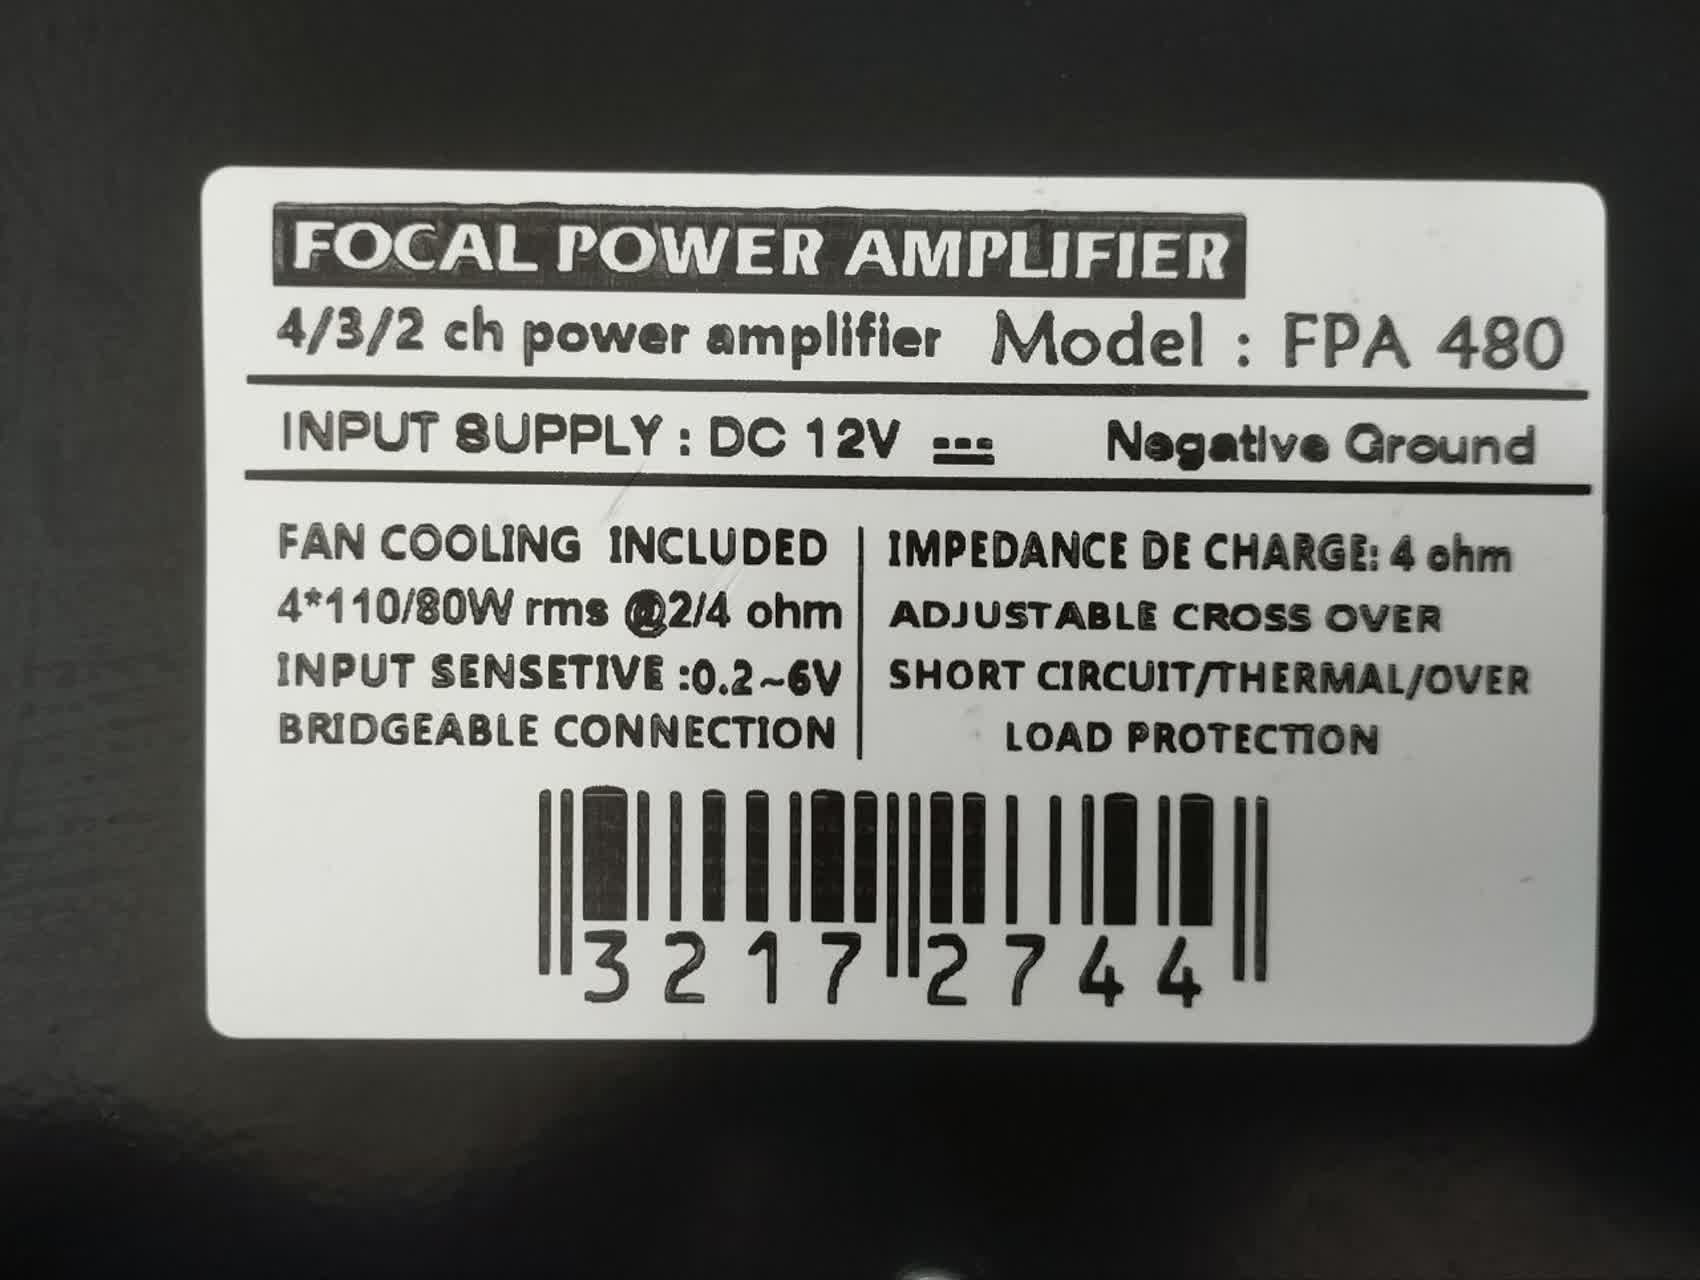 FOCAL POWER AMPLIFIER
4/3/2 ch power amplifier Model : FPA 480
INPUT SUPPLY : DC 12V ⎓ Negative Ground
FAN COOLING INCLUDED
4*110/80W rms @2/4 ohm
INPUT SENSETIVE :0.2~6V
BRIDGEABLE CONNECTION
IMPEDANCE DE CHARGE: 4 ohm
ADJUSTABLE CROSS OVER
SHORT CIRCUIT/THERMAL/OVER
LOAD PROTECTION
3217 2744